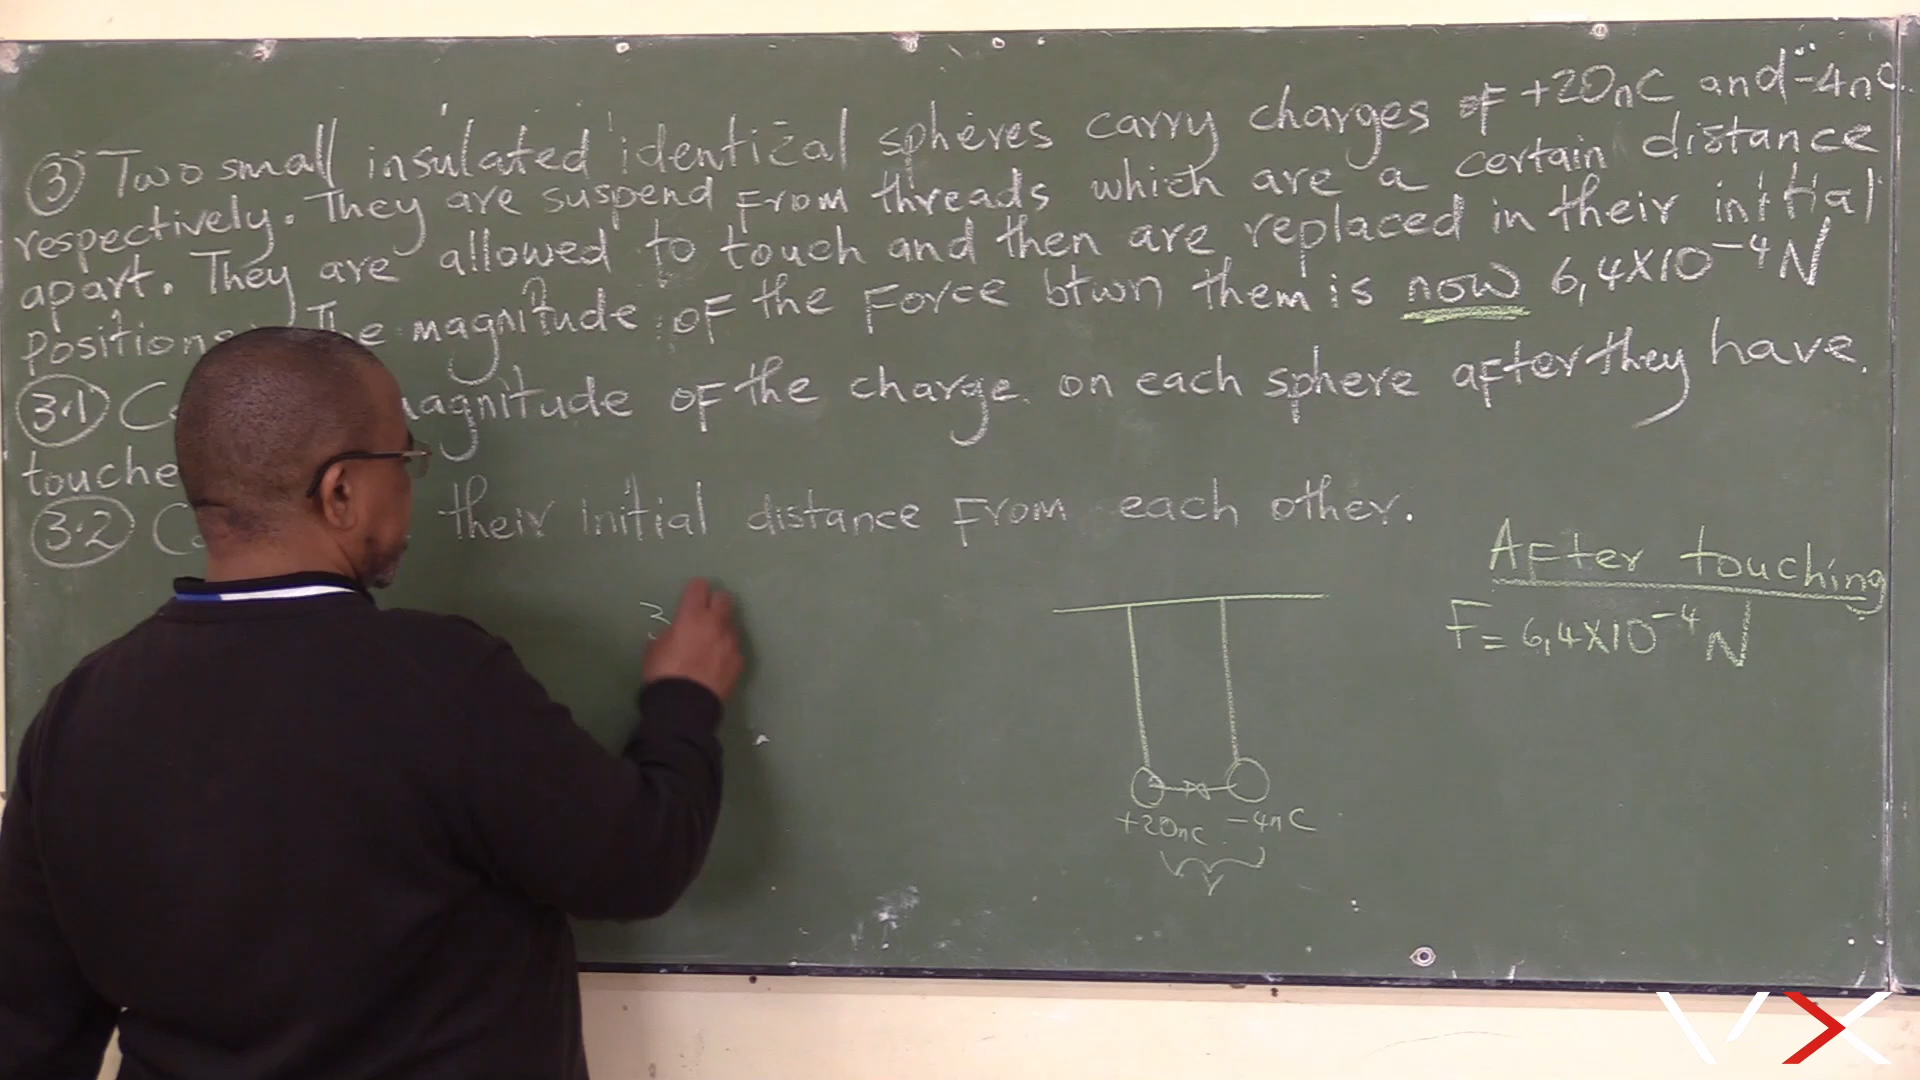 ③ Two small insulated identical spheres carry charges of +20nC and -4nC
respectively. They are suspend from threads which are a certain distance
apart. They are allowed to touch and then are replaced in their initial
positions. The magnitude of the Force btwn them is now 6,4X10⁻⁴N
3.1 magnitude of the charge on each sphere after they have
touche
3.2 their initial distance from each other.
After touching
F = 6,4X10⁻⁴ N
3
+20nC -4nC
VX